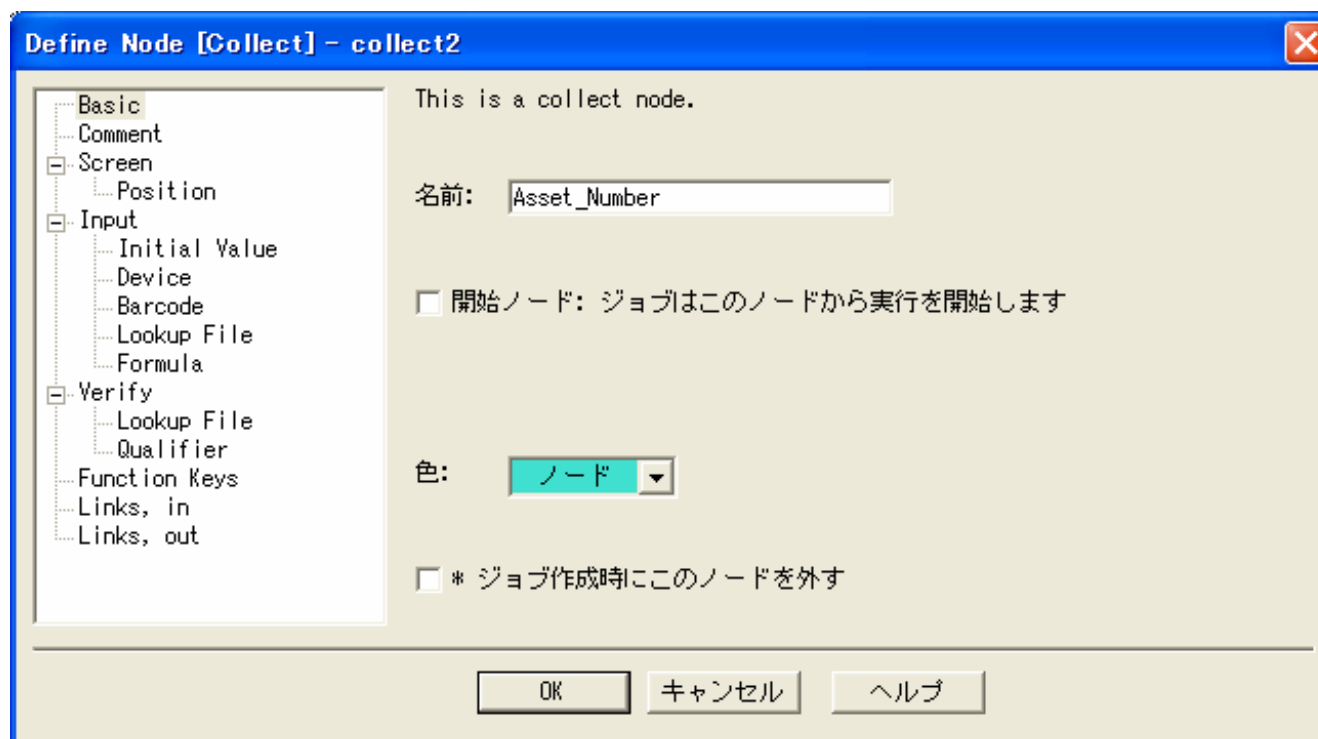 Define Node [Collect] - collect2
Basic
Comment
Screen
Position
Input
Initial Value
Device
Barcode
Lookup File
Formula
Verify
Lookup File
Qualifier
Function Keys
Links, in
Links, out
This is a collect node.
名前: Asset_Number
開始ノード: ジョブはこのノードから実行を開始します
色: ノード
* ジョブ作成時にこのノードを外す
OK キャンセル ヘルプ